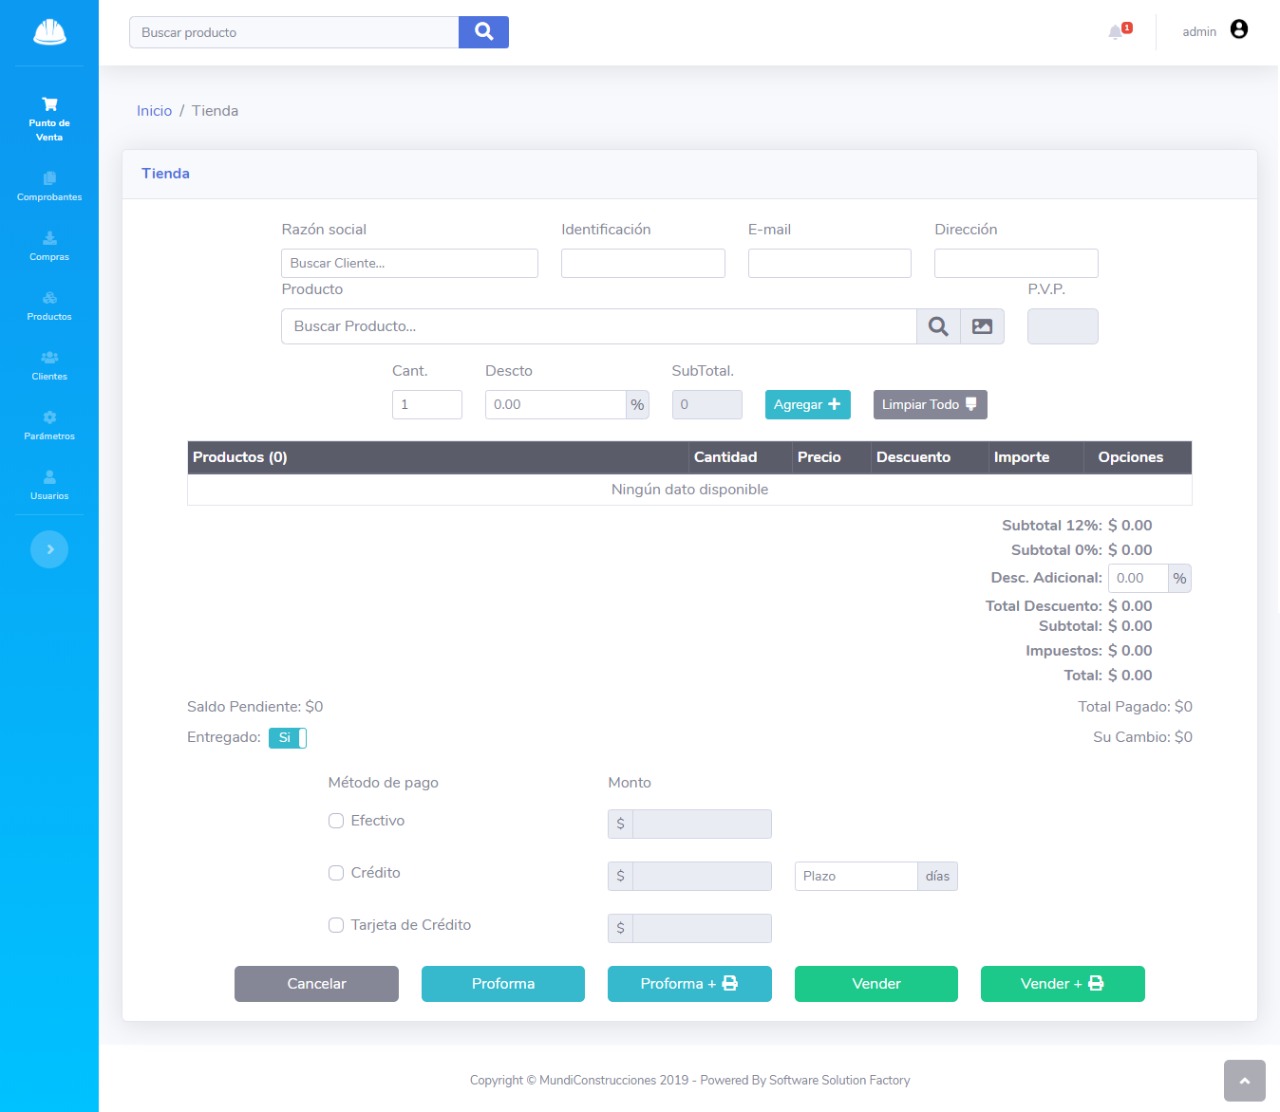 Buscar producto
1
admin
Punto de
Venta
Comprobantes
Compras
Productos
Clientes
Parámetros
Usuarios
Inicio / Tienda
Tienda
Razón social Identificación E-mail Dirección
Buscar Cliente...
Producto P.V.P.
Buscar Producto...
Cant. Descto SubTotal.
1 0.00 % 0 Agregar Limpiar Todo
Productos (0) Cantidad Precio Descuento Importe Opciones
Ningún dato disponible
Subtotal 12%: $ 0.00
Subtotal 0%: $ 0.00
Desc. Adicional: 0.00 %
Total Descuento: $ 0.00
Subtotal: $ 0.00
Impuestos: $ 0.00
Total: $ 0.00
Saldo Pendiente: $0 Total Pagado: $0
Entregado: Si Su Cambio: $0
Método de pago Monto
Efectivo $
Crédito $ Plazo días
Tarjeta de Crédito $
Cancelar Proforma Proforma + Vender Vender +
Copyright © MundiConstrucciones 2019 - Powered By Software Solution Factory